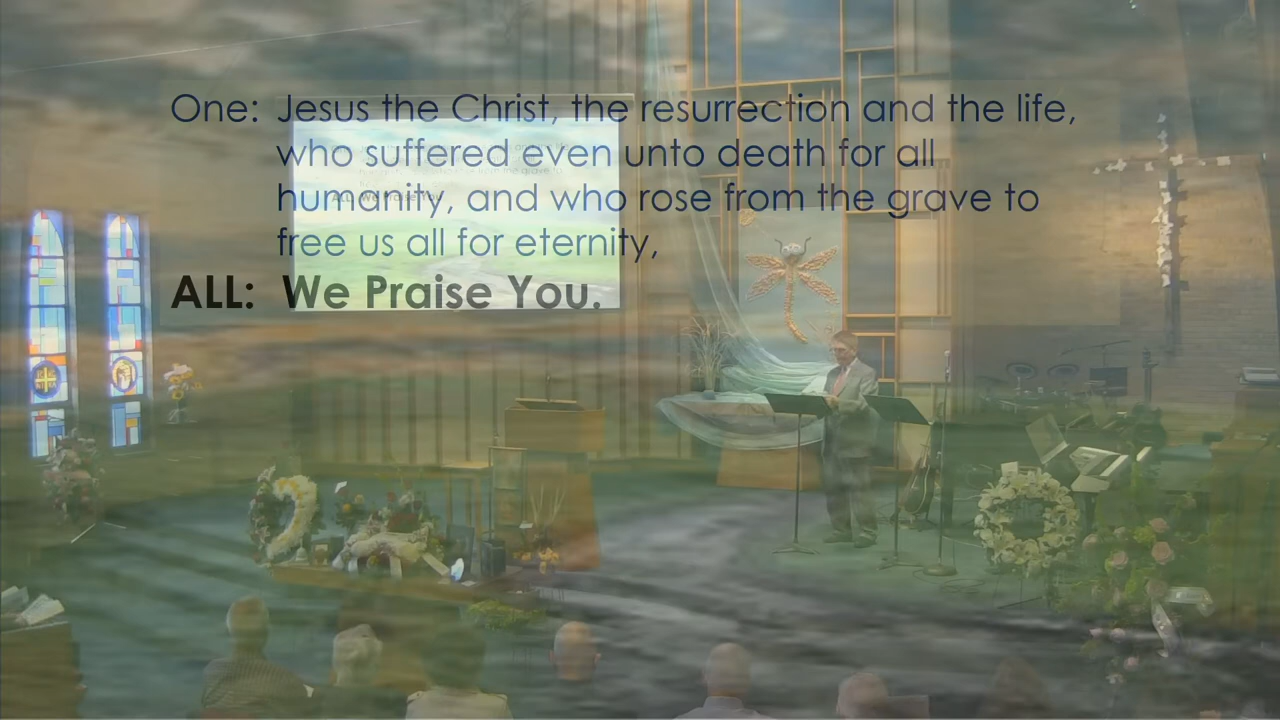 One: Jesus the Christ, the resurrection and the life,
who suffered even unto death for all
humanity, and who rose from the grave to
free us all for eternity,
ALL: We Praise You.